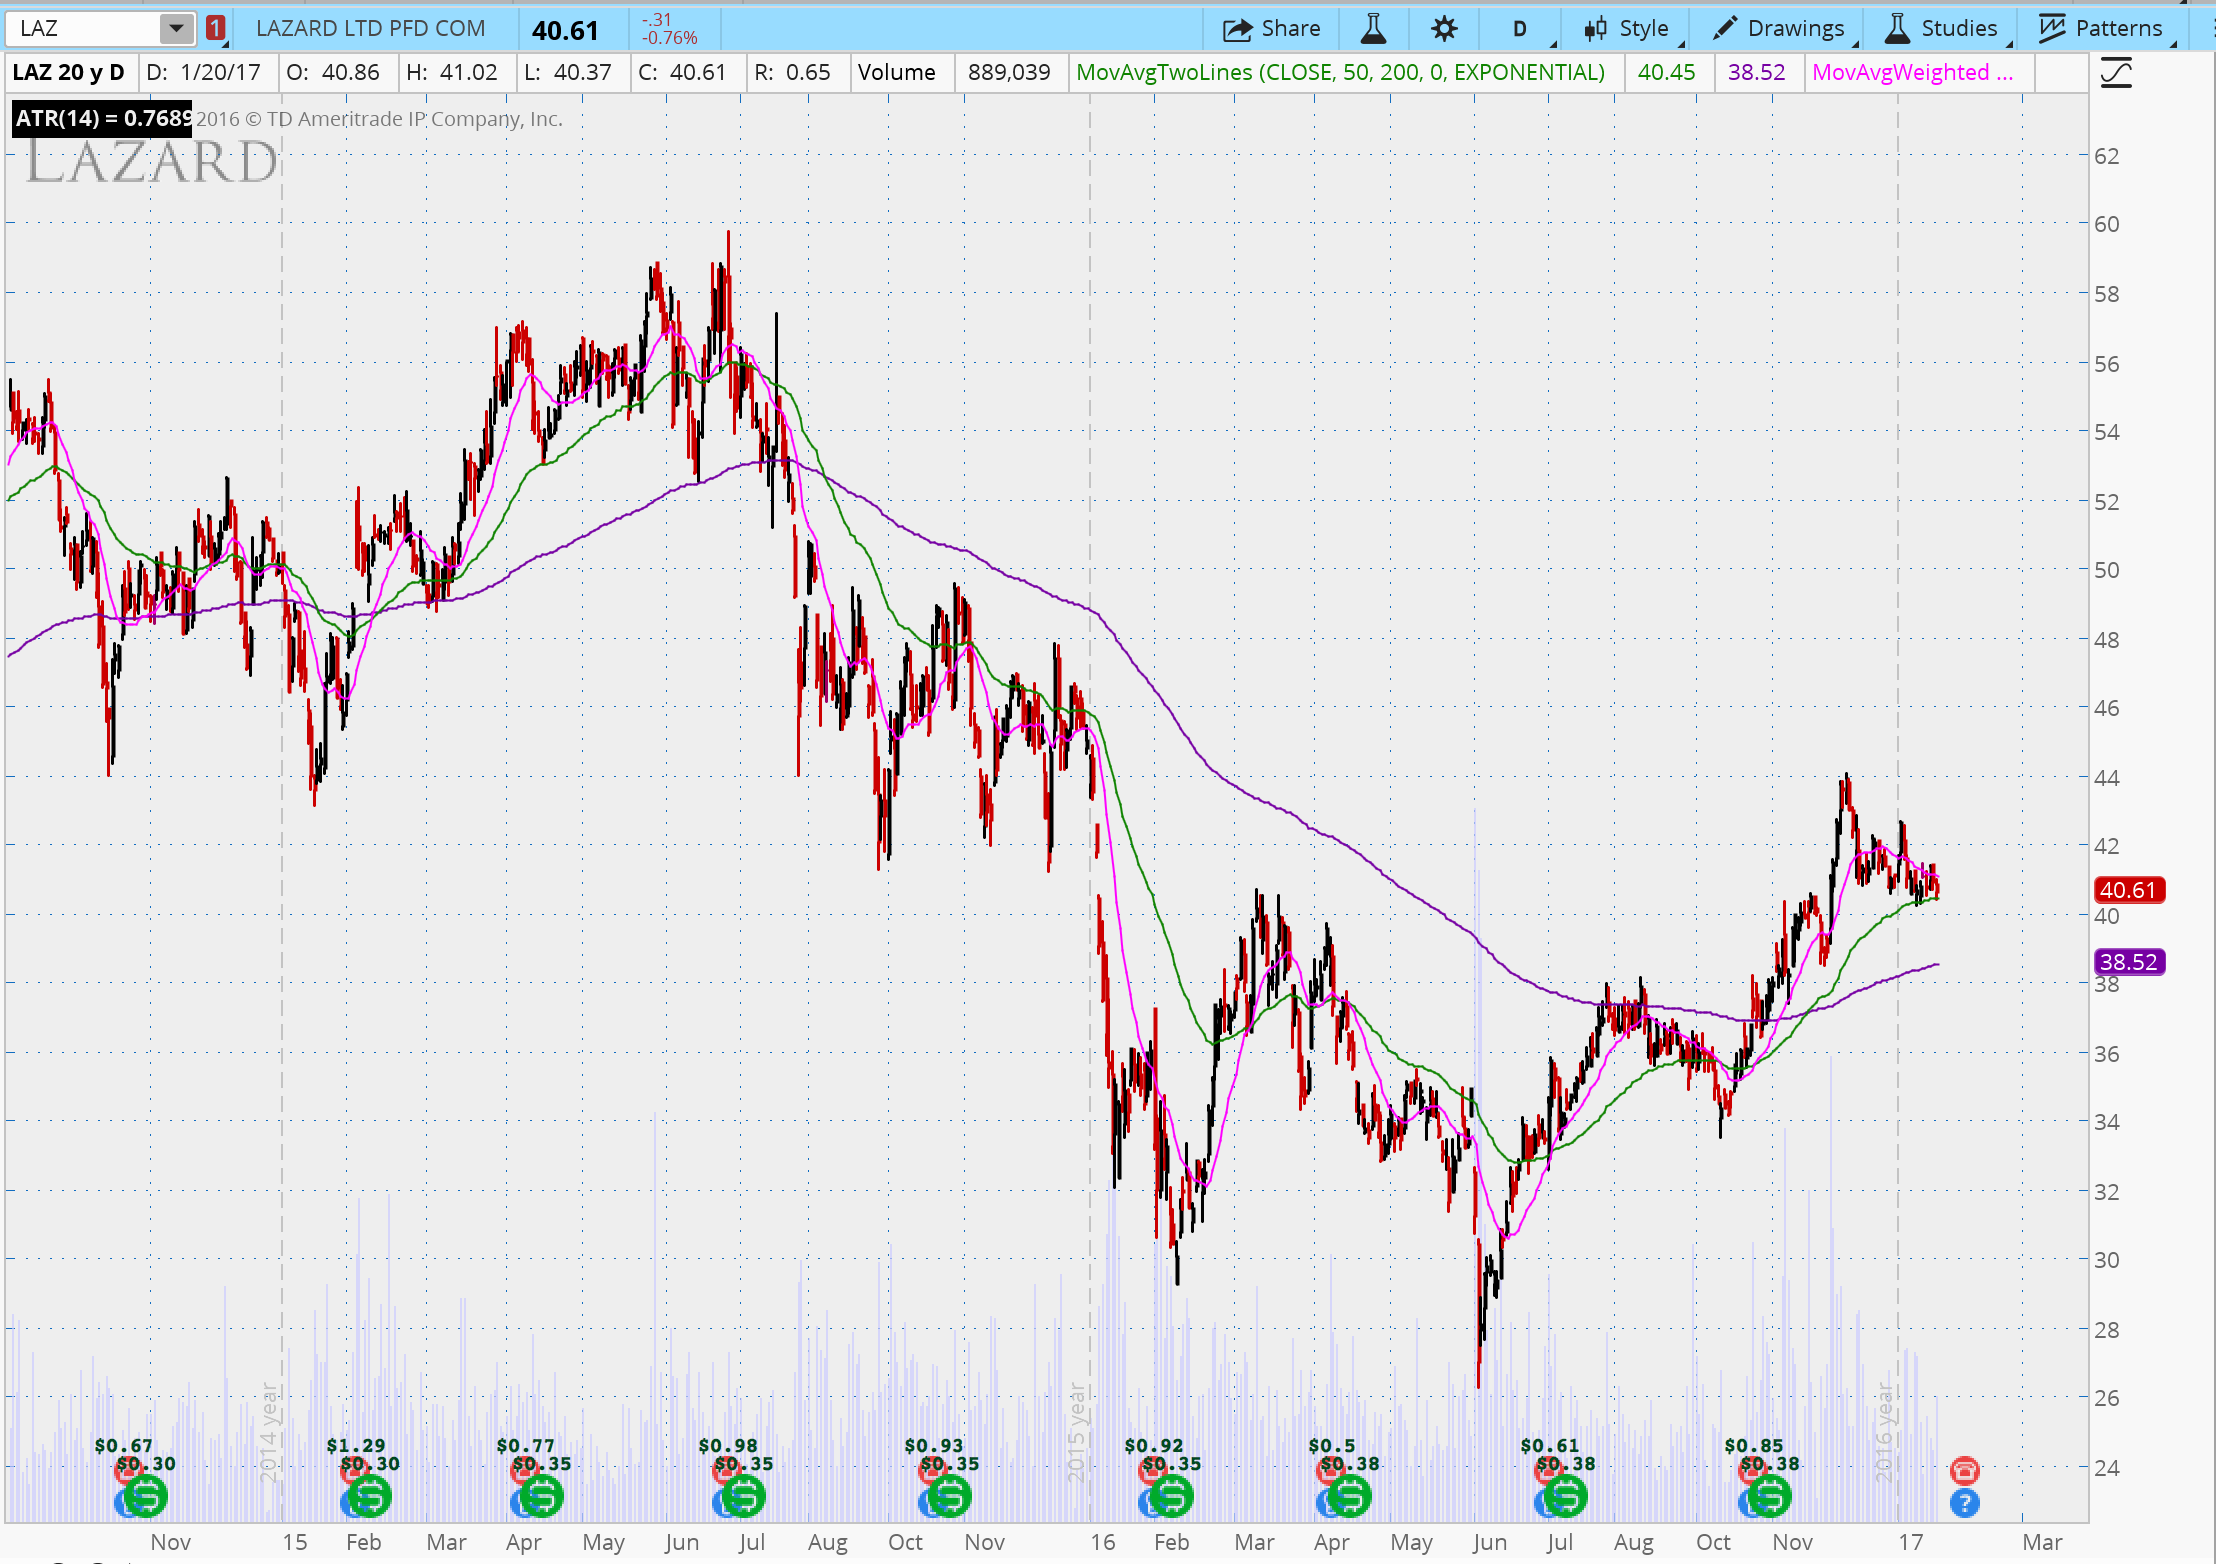 LAZ
1
LAZARD LTD PFD COM
40.61
-.31
-0.76%
Share
D
Style
Drawings
Studies
Patterns
LAZ 20 y D
D: 1/20/17
O: 40.86
H: 41.02
L: 40.37
C: 40.61
R: 0.65
Volume
889,039
MovAvgTwoLines (CLOSE, 50, 200, 0, EXPONENTIAL)
40.45
38.52
MovAvgWeighted ...
ATR(14) = 0.7689
2016 © TD Ameritrade IP Company, Inc.
LAZARD
62
60
58
56
54
52
50
48
46
44
42
40.61
40
38.52
38
36
34
32
30
28
26
24
2014 year
2015 year
2016 year
$0.67 $1.29 $0.77 $0.98 $0.93 $0.92 $0.5 $0.61 $0.85
$0.30 $0.30 $0.35 $0.35 $0.35 $0.35 $0.38 $0.38 $0.38
?
Nov 15 Feb Mar Apr May Jun Jul Aug Oct Nov 16 Feb Mar Apr May Jun Jul Aug Oct Nov 17 Mar